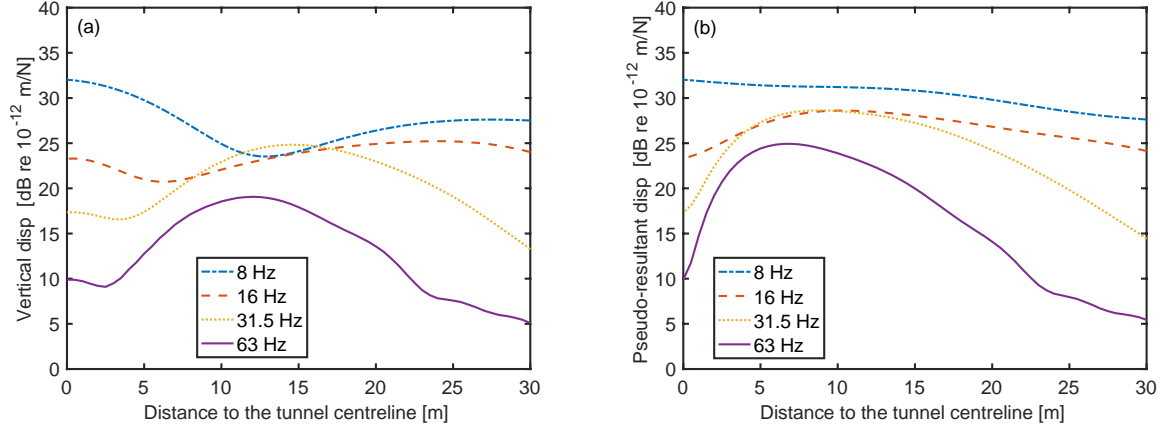 (a)
40
35
30
25
20
15
10
5
0
Vertical disp [dB re 10⁻¹² m/N]
8 Hz
16 Hz
31.5 Hz
63 Hz
0 5 10 15 20 25 30
Distance to the tunnel centreline [m]
(b)
40
35
30
25
20
15
10
5
0
Pseudo-resultant disp [dB re 10⁻¹² m/N]
8 Hz
16 Hz
31.5 Hz
63 Hz
0 5 10 15 20 25 30
Distance to the tunnel centreline [m]